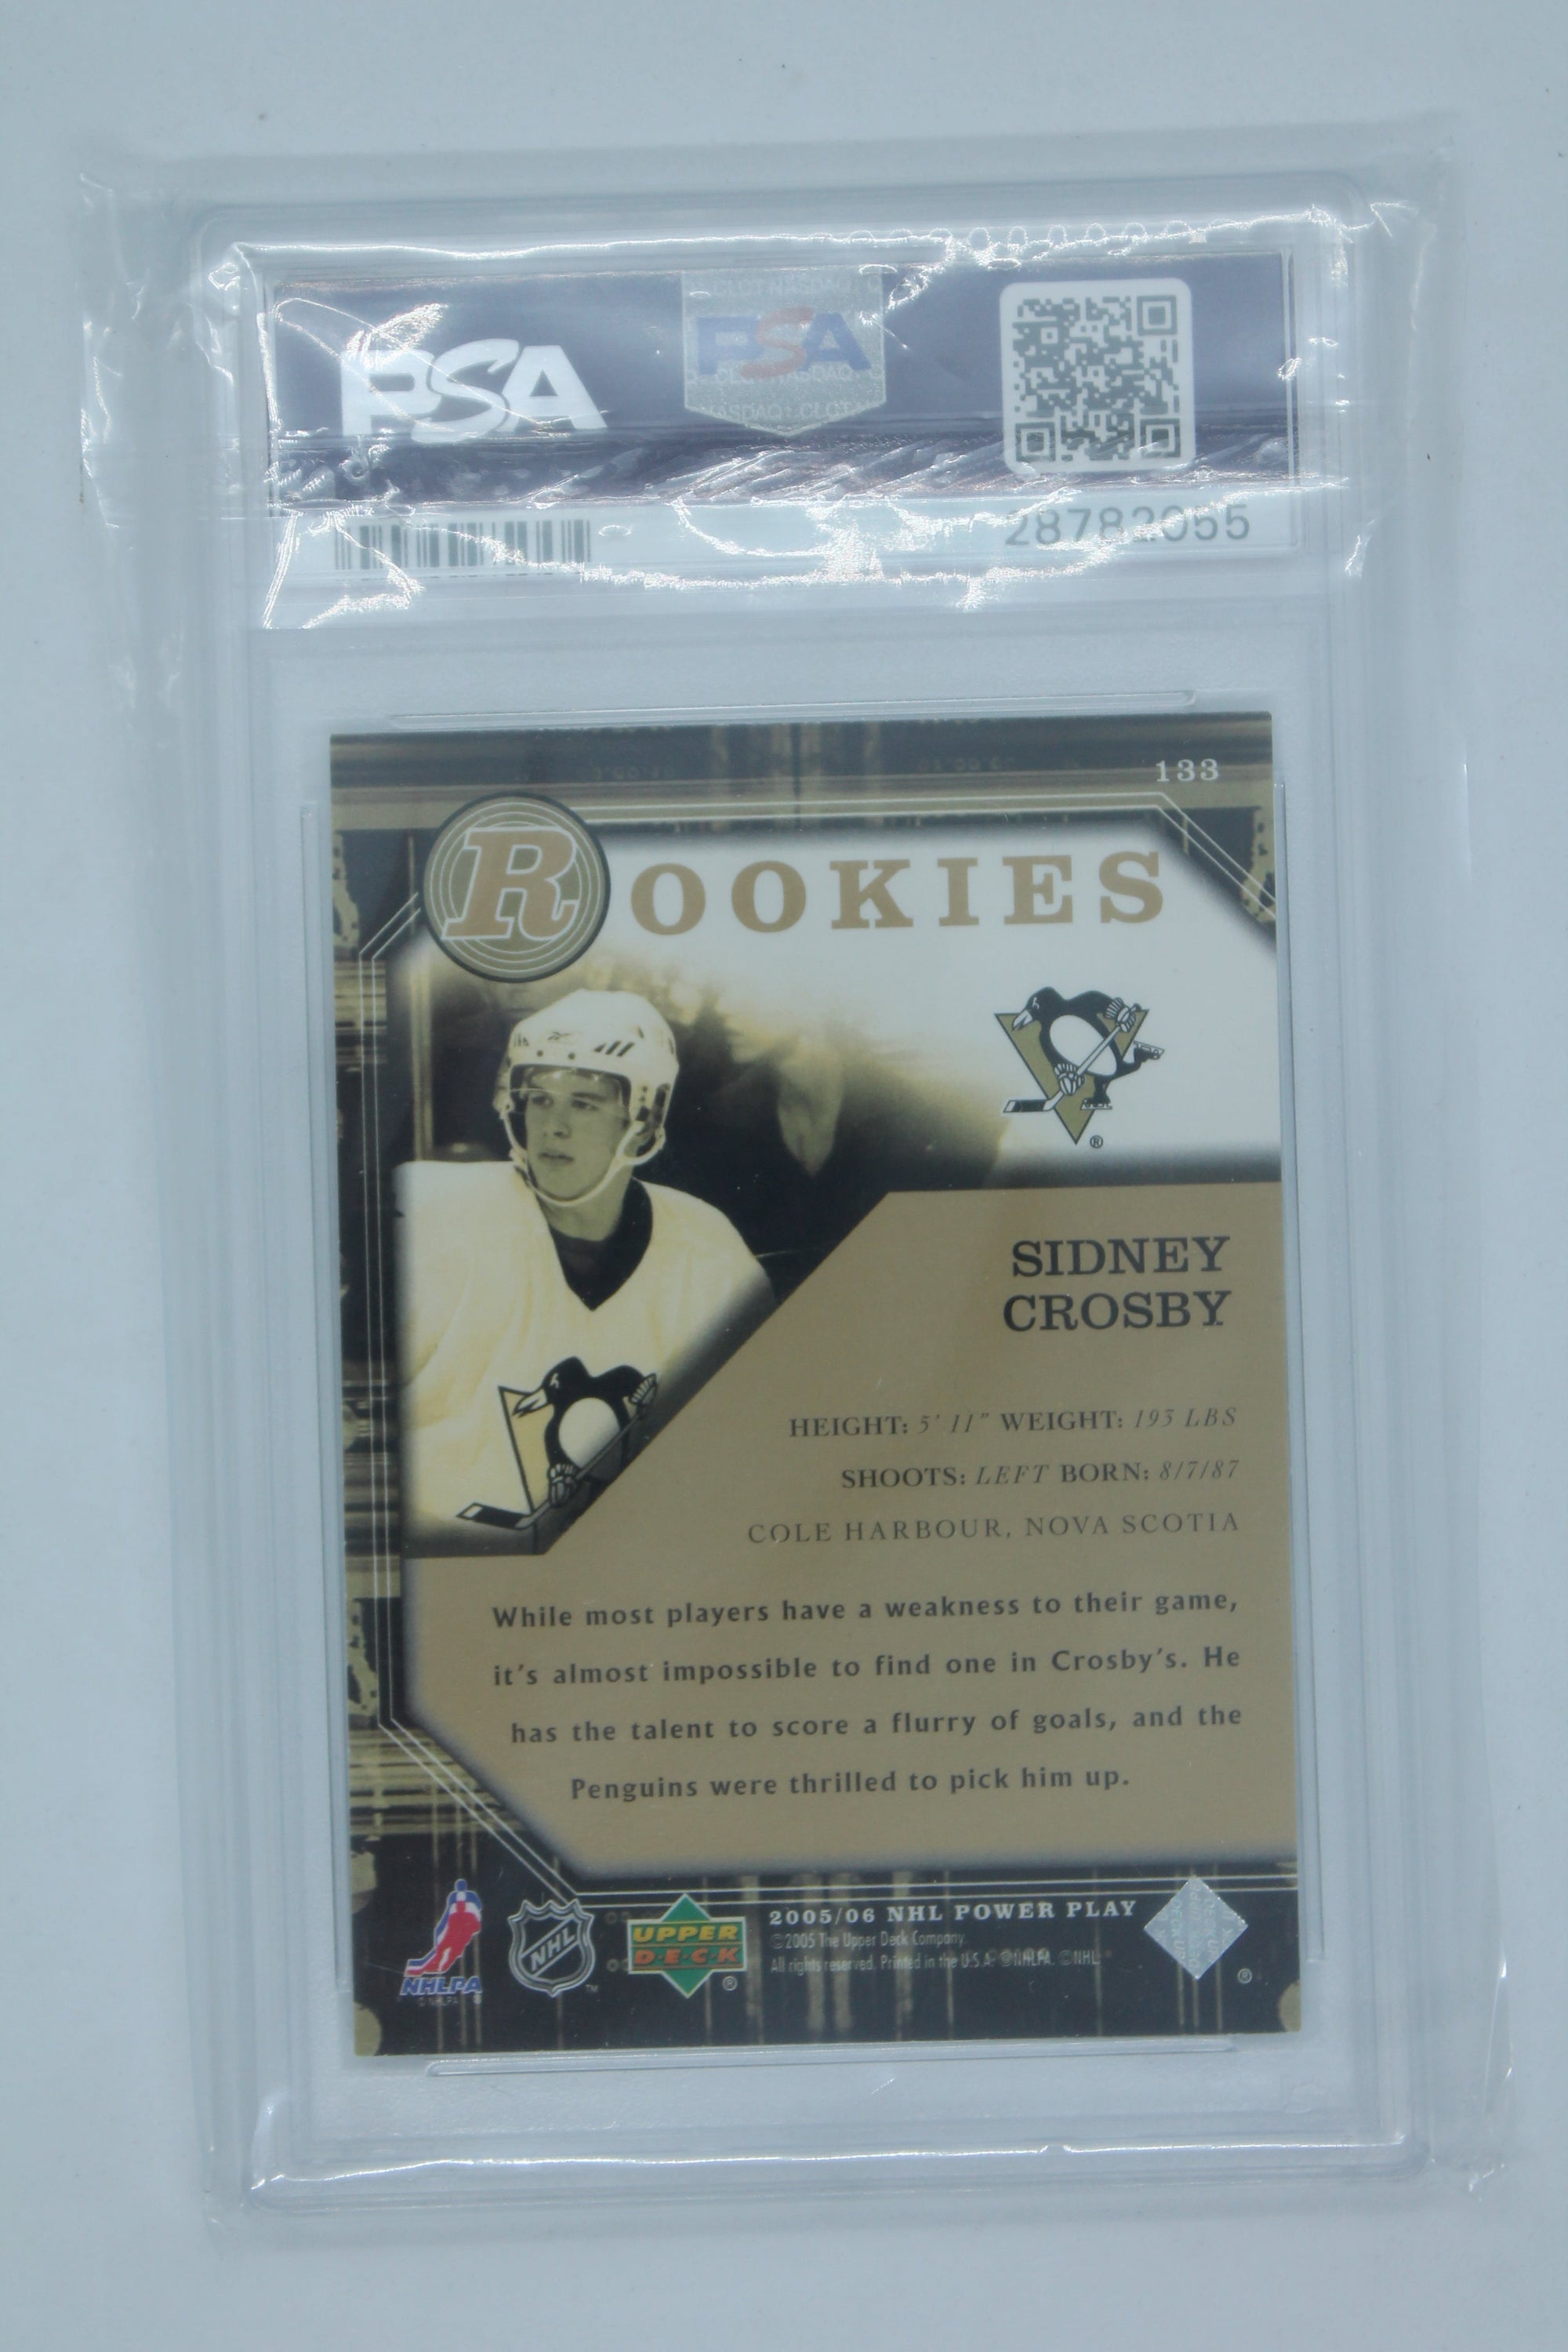 PSA
PSA
28782055
133
ROOKIES
SIDNEY
CROSBY
HEIGHT: 5' 11" WEIGHT: 193 LBS
SHOOTS: LEFT BORN: 8/7/87
COLE HARBOUR, NOVA SCOTIA
While most players have a weakness to their game,
it's almost impossible to find one in Crosby's. He
has the talent to score a flurry of goals, and the
Penguins were thrilled to pick him up.
NHLPA
NHL
UPPER
D·E·C·K
2005/06 NHL POWER PLAY
©2005 The Upper Deck Company.
All rights reserved. Printed in the U.S.A. ©NHLPA. ©NHL